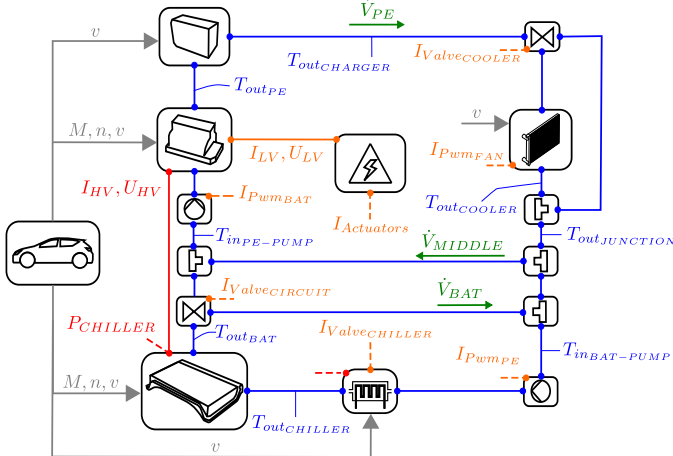 V̇_PE
v
I_Valve_COOLER
T_out_CHARGER
T_out_PE
M, n, v
v
I_LV, U_LV
I_Pwm_FAN
I_HV, U_HV
I_Pwm_BAT
T_out_COOLER
I_Actuators
T_in_PE−PUMP
V̇_MIDDLE
T_out_JUNCTION
I_Valve_CIRCUIT
V̇_BAT
P_CHILLER
I_Valve_CHILLER
T_out_BAT
I_Pwm_PE
T_in_BAT−PUMP
M, n, v
T_out_CHILLER
v